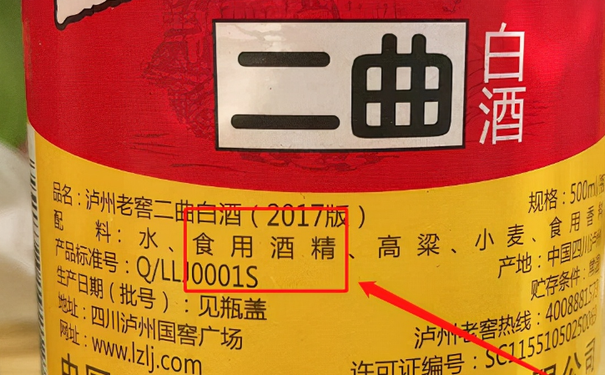 二曲
白酒
品名：泸州老窖二曲白酒（2017版）
规格：500ml
配料：水、食用酒精、高粱、小麦、食用香
产品标准号：Q/LLJ0001S
产地：中国四川泸州
生产日期（批号）：见瓶盖
贮存条件：
地址：四川泸州国窖广场
泸州老窖热线：4008881573
网址：www.lzlj.com
许可证编号：SC11551050250